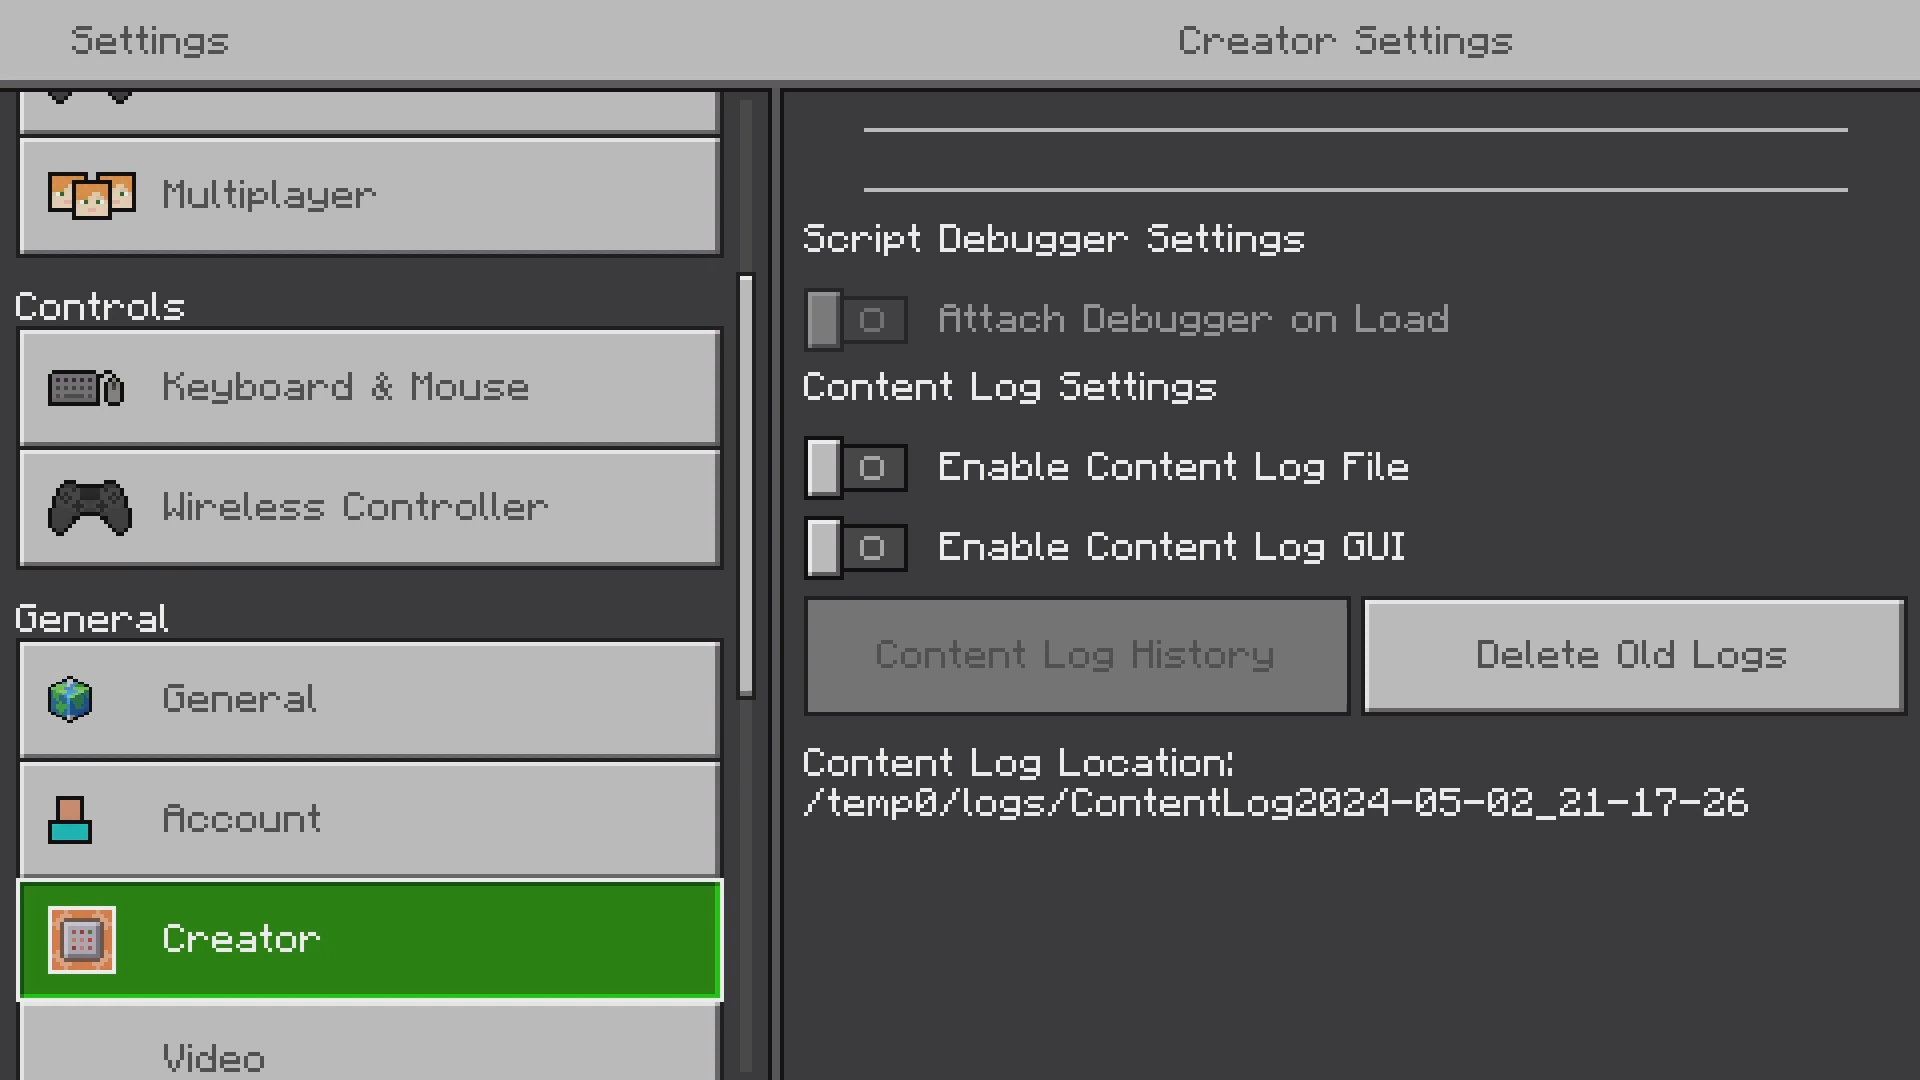 Settings
Creator Settings
Multiplayer
Controls
Keyboard & Mouse
Wireless Controller
General
General
Account
Creator
Video
Script Debugger Settings
Attach Debugger on Load
Content Log Settings
Enable Content Log File
Enable Content Log GUI
Content Log History
Delete Old Logs
Content Log Location:
/temp0/logs/ContentLog2024-05-02_21-17-26